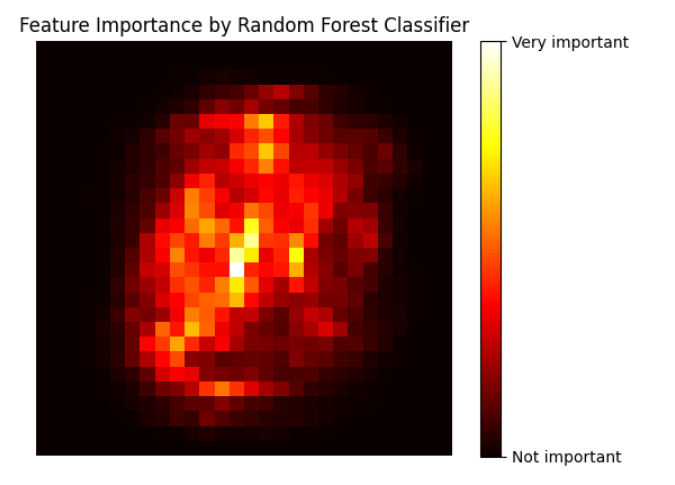 Feature Importance by Random Forest Classifier
Very important
Not important